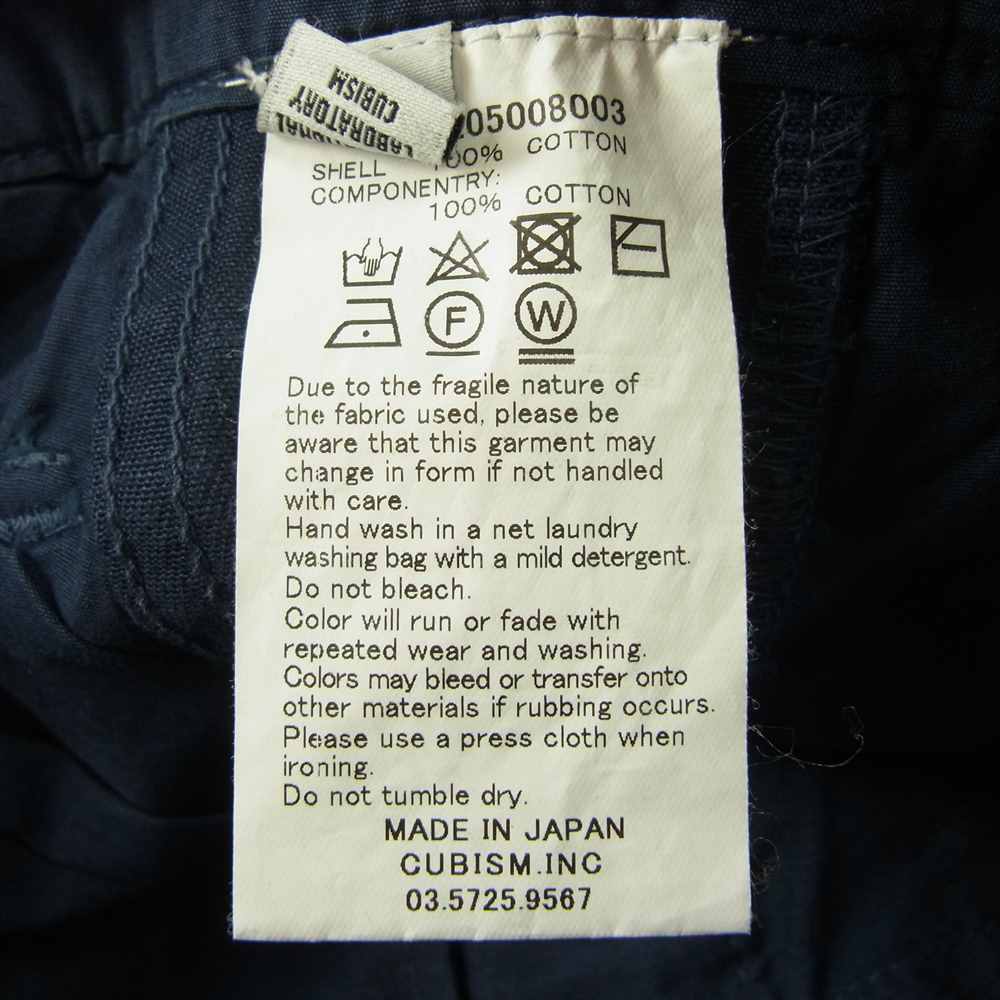 CUBISM
LABORATORY
05008003
SHELL 100% COTTON
COMPONENTRY:
100% COTTON
F
W
Due to the fragile nature of
the fabric used, please be
aware that this garment may
change in form if not handled
with care.
Hand wash in a net laundry
washing bag with a mild detergent.
Do not bleach.
Color will run or fade with
repeated wear and washing.
Colors may bleed or transfer onto
other materials if rubbing occurs.
Please use a press cloth when
ironing.
Do not tumble dry.
MADE IN JAPAN
CUBISM.INC
03.5725.9567